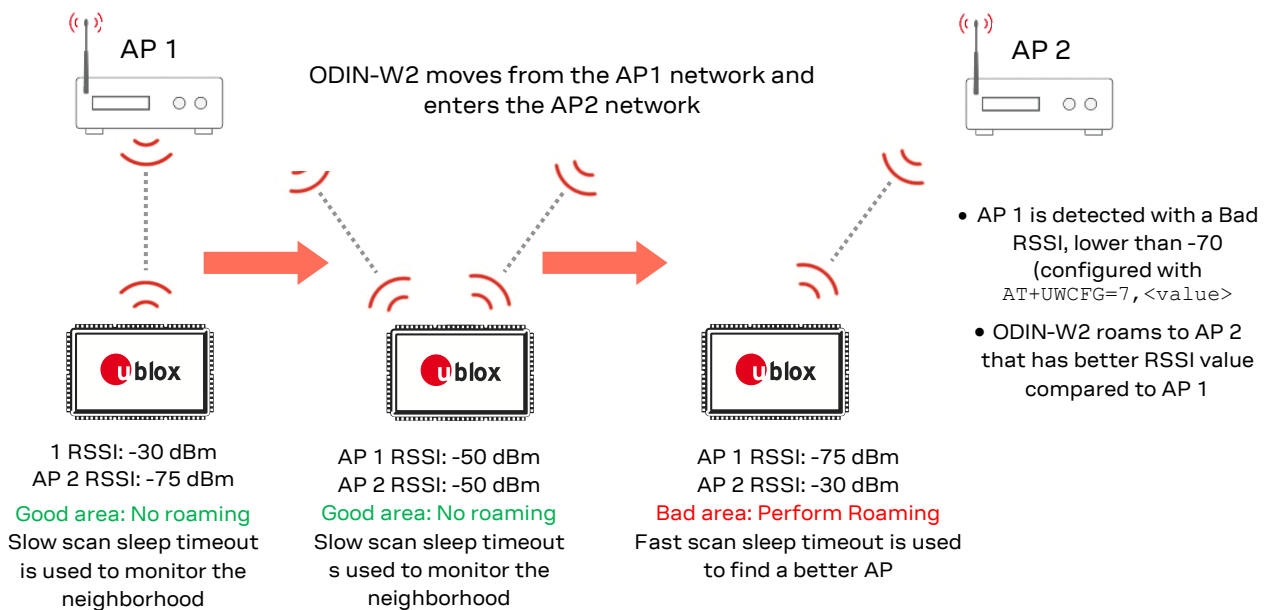 AP 1
ODIN-W2 moves from the AP1 network and
enters the AP2 network
AP 2
ublox
1 RSSI: -30 dBm
AP 2 RSSI: -75 dBm
Good area: No roaming
Slow scan sleep timeout
is used to monitor the
neighborhood
ublox
AP 1 RSSI: -50 dBm
AP 2 RSSI: -50 dBm
Good area: No roaming
Slow scan sleep timeout
s used to monitor the
neighborhood
ublox
AP 1 RSSI: -75 dBm
AP 2 RSSI: -30 dBm
Bad area: Perform Roaming
Fast scan sleep timeout is used
to find a better AP
• AP 1 is detected with a Bad
RSSI, lower than -70
(configured with
AT+UWCFG=7,<value>
• ODIN-W2 roams to AP 2
that has better RSSI value
compared to AP 1